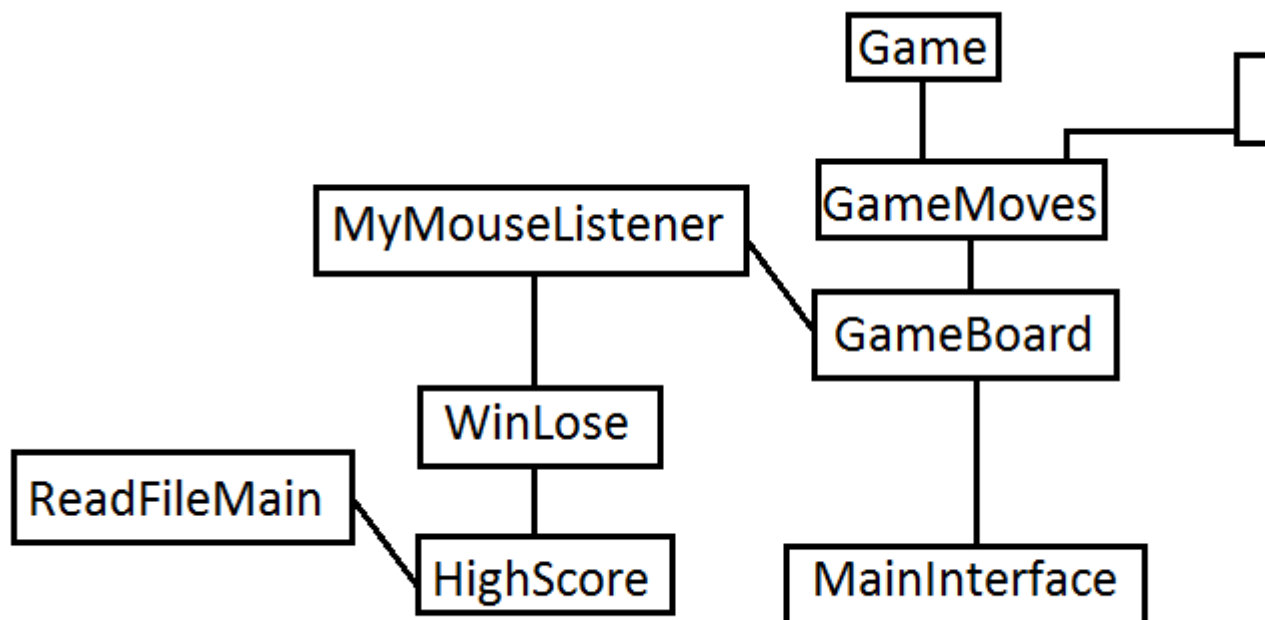 Game
GameMoves
MyMouseListener
GameBoard
WinLose
ReadFileMain
HighScore
MainInterface